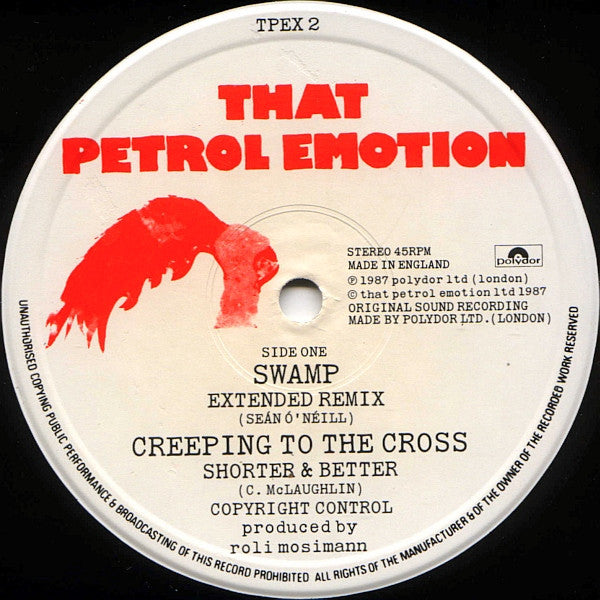 TPEX 2
THAT
PETROL EMOTION
STEREO 45RPM
MADE IN ENGLAND
polydor
℗ 1987 polydor ltd (london)
© that petrol emotion ltd 1987
ORIGINAL SOUND RECORDING
MADE BY POLYDOR LTD.(LONDON)
SIDE ONE
SWAMP
EXTENDED REMIX
(SEÁN Ó'NÉILL)
CREEPING TO THE CROSS
SHORTER & BETTER
(C. McLAUGHLIN)
COPYRIGHT CONTROL
produced by
roli mosimann
UNAUTHORISED COPYING PUBLIC PERFORMANCE & BROADCASTING OF THIS RECORD PROHIBITED ALL RIGHTS OF THE MANUFACTURER & OF THE OWNER OF THE RECORDED WORK RESERVED